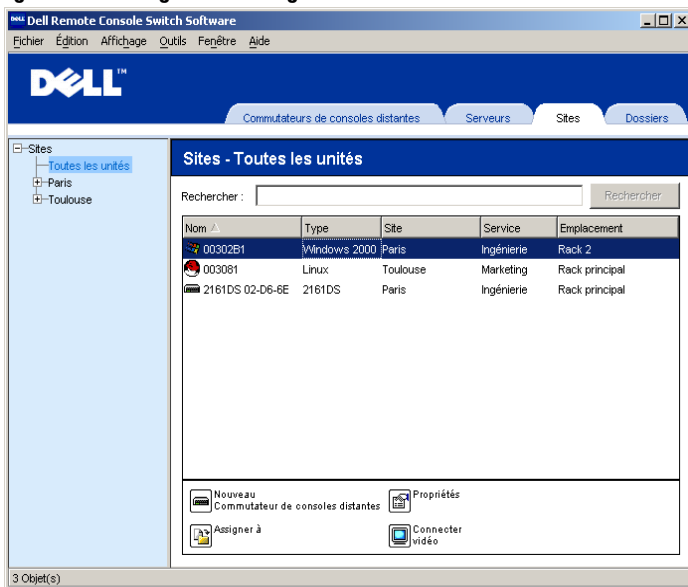 DELL Dell Remote Console Switch Software
Fichier Édition Affichage Outils Fenêtre Aide
DELL™
Commutateurs de consoles distantes Serveurs Sites Dossiers
Sites
Toutes les unités
Paris
Toulouse
Sites - Toutes les unités
Rechercher : Rechercher
Nom Type Site Service Emplacement
00302B1 Windows 2000 Paris Ingénierie Rack 2
003081 Linux Toulouse Marketing Rack principal
2161DS 02-D6-6E 2161DS Paris Ingénierie Rack principal
Nouveau
Commutateur de consoles distantes
Propriétés
Assigner à
Connecter
vidéo
3 Objet(s)